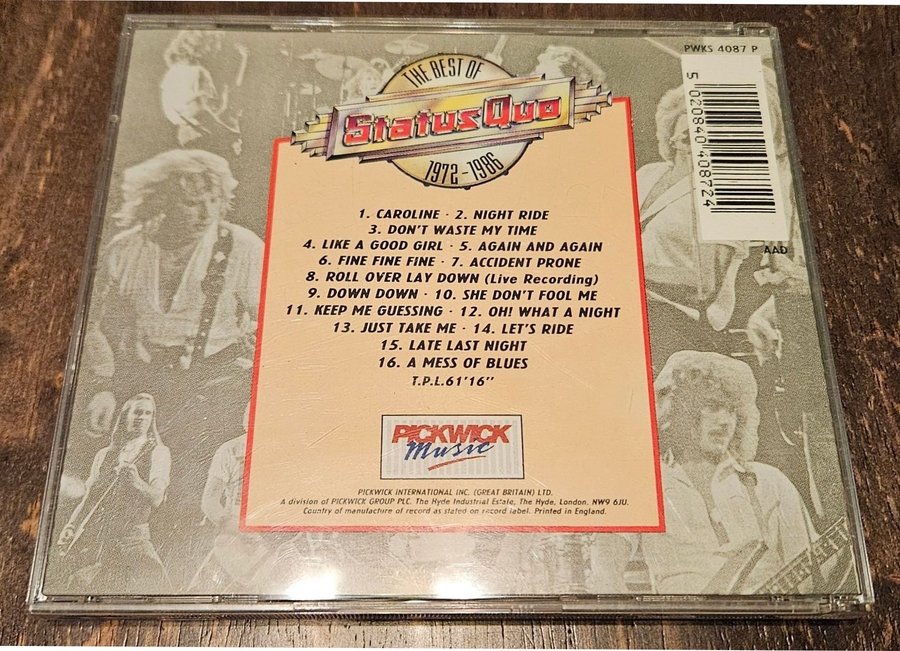 PWKS 4087 P
THE BEST OF
Status Quo
1972-1986
5 020840 408724
AAD
1. CAROLINE · 2. NIGHT RIDE
3. DON'T WASTE MY TIME
4. LIKE A GOOD GIRL · 5. AGAIN AND AGAIN
6. FINE FINE FINE · 7. ACCIDENT PRONE
8. ROLL OVER LAY DOWN (Live Recording)
9. DOWN DOWN · 10. SHE DON'T FOOL ME
11. KEEP ME GUESSING · 12. OH! WHAT A NIGHT
13. JUST TAKE ME · 14. LET'S RIDE
15. LATE LAST NIGHT
16. A MESS OF BLUES
T.P.L.61'16''
PICKWICK
Music
PICKWICK INTERNATIONAL INC. (GREAT BRITAIN) LTD.
A division of PICKWICK GROUP PLC. The Hyde Industrial Estate, The Hyde, London. NW9 6JU.
Country of manufacture of record as stated on record label. Printed in England.